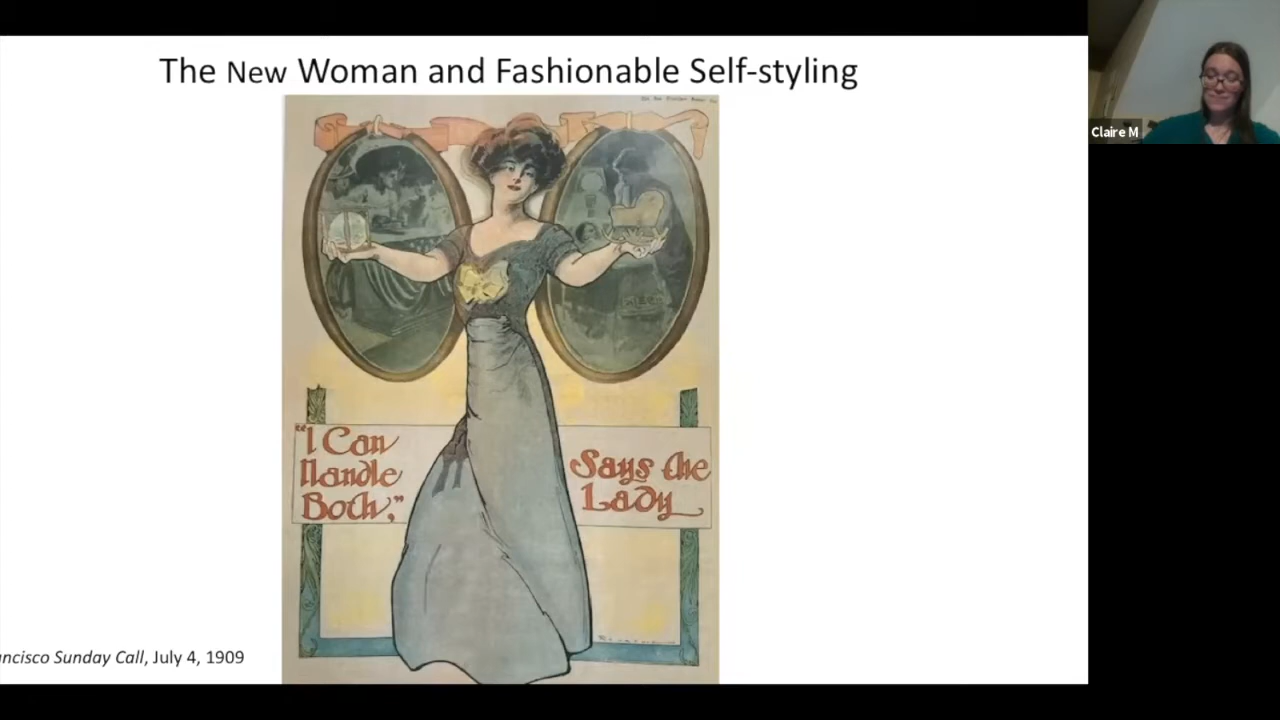 The New Woman and Fashionable Self-styling
Claire M
"I Can
Handle
Both,"
Says the
Lady
ncisco Sunday Call, July 4, 1909